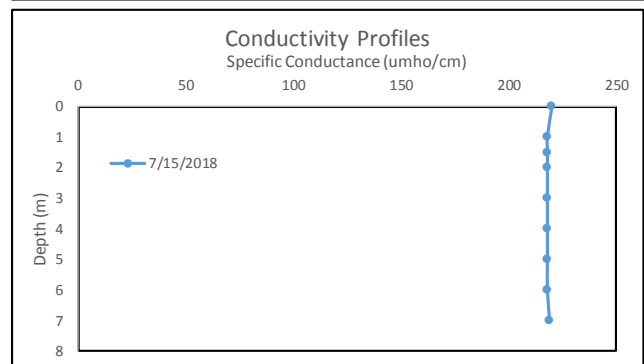 Conductivity Profiles
Specific Conductance (umho/cm)
0 50 100 150 200 250
0
1
7/15/2018
2
3
4
5
6
7
8
Depth (m)